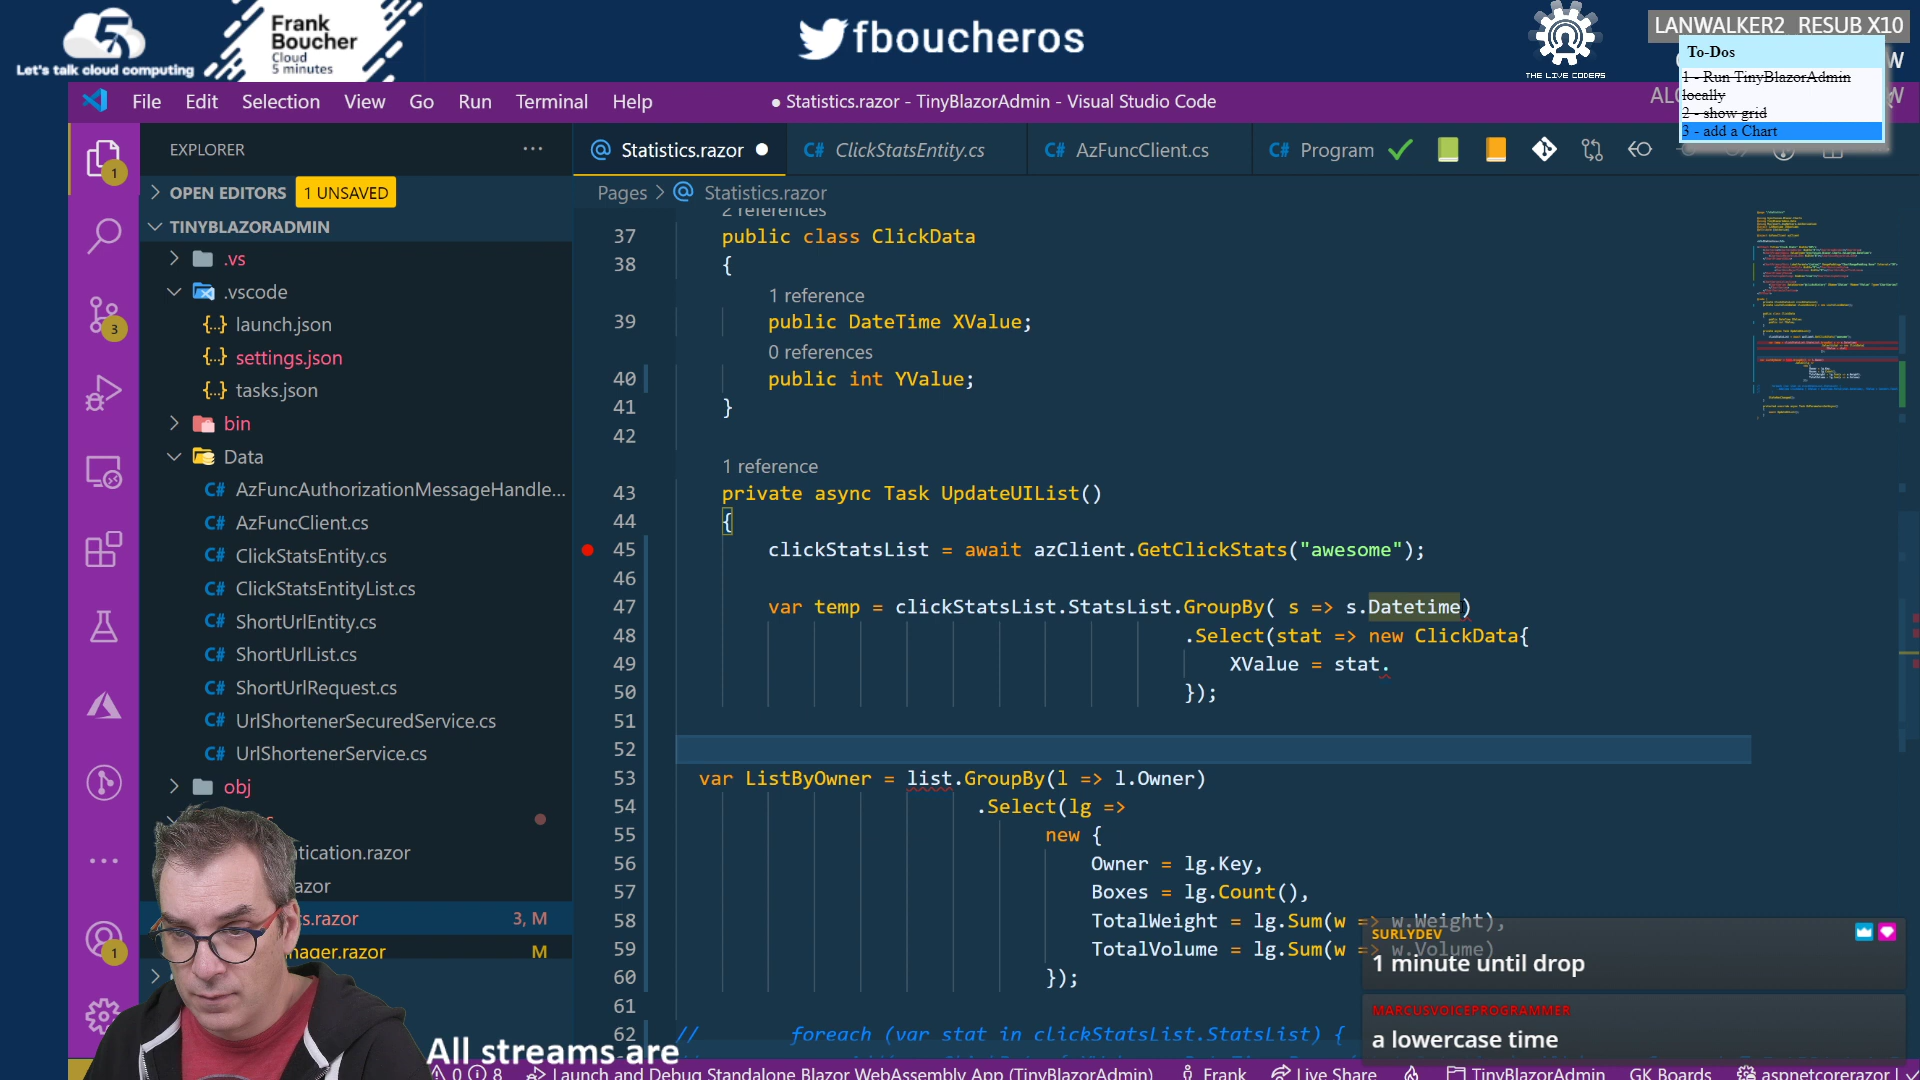 Let's talk cloud computing
5
Frank
Boucher
Cloud
5 minutes
fboucheros
THE LIVE CODERS
LANWALKER2 RESUB X10
To-Dos
1 - Run TinyBlazorAdmin
locally
2 - show grid
3 - add a Chart
File Edit Selection View Go Run Terminal Help
● Statistics.razor - TinyBlazorAdmin - Visual Studio Code
EXPLORER
Statistics.razor
C# ClickStatsEntity.cs
C# AzFuncClient.cs
C# Program
OPEN EDITORS 1 UNSAVED
Pages > Statistics.razor
TINYBLAZORADMIN
.vs
.vscode
{..} launch.json
{..} settings.json
{..} tasks.json
bin
Data
C# AzFuncAuthorizationMessageHandle...
C# AzFuncClient.cs
C# ClickStatsEntity.cs
C# ClickStatsEntityList.cs
C# ShortUrlEntity.cs
C# ShortUrlList.cs
C# ShortUrlRequest.cs
C# UrlShortenerSecuredService.cs
C# UrlShortenerService.cs
obj
tication.razor
azor
s.razor 3, M
nager.razor M
1
3
1
2 references
37 public class ClickData
38 {
1 reference
39 public DateTime XValue;
0 references
40 public int YValue;
41 }
42
1 reference
43 private async Task UpdateUIList()
44 {
45 clickStatsList = await azClient.GetClickStats("awesome");
46
47 var temp = clickStatsList.StatsList.GroupBy( s => s.Datetime)
48 .Select(stat => new ClickData{
49 XValue = stat.
50 });
51
52
53 var ListByOwner = list.GroupBy(l => l.Owner)
54 .Select(lg =>
55 new {
56 Owner = lg.Key,
57 Boxes = lg.Count(),
58 TotalWeight = lg.Sum(w => w.Weight),
59 TotalVolume = lg.Sum(w => w.Volume)
60 });
61
62 // foreach (var stat in clickStatsList.StatsList) {
SURLYDEV
1 minute until drop
MARCUSVOICEPROGRAMMER
a lowercase time
All streams are
0 8 Launch and Debug Standalone Blazor WebAssembly App (TinyBlazorAdmin) Frank Live Share TinyBlazorAdmin GK Boards aspnetcorerazor